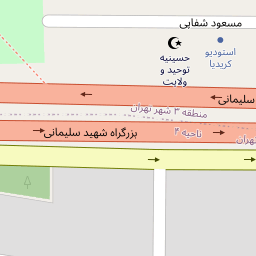 مسعود شفایی
استودیو
کریدیا
حسینیه
توحید و
ولایت
سلیمانی
منطقه ۳ شهر تهران
بزرگراه شهید سلیمانی
ناحیه ۴
تهران